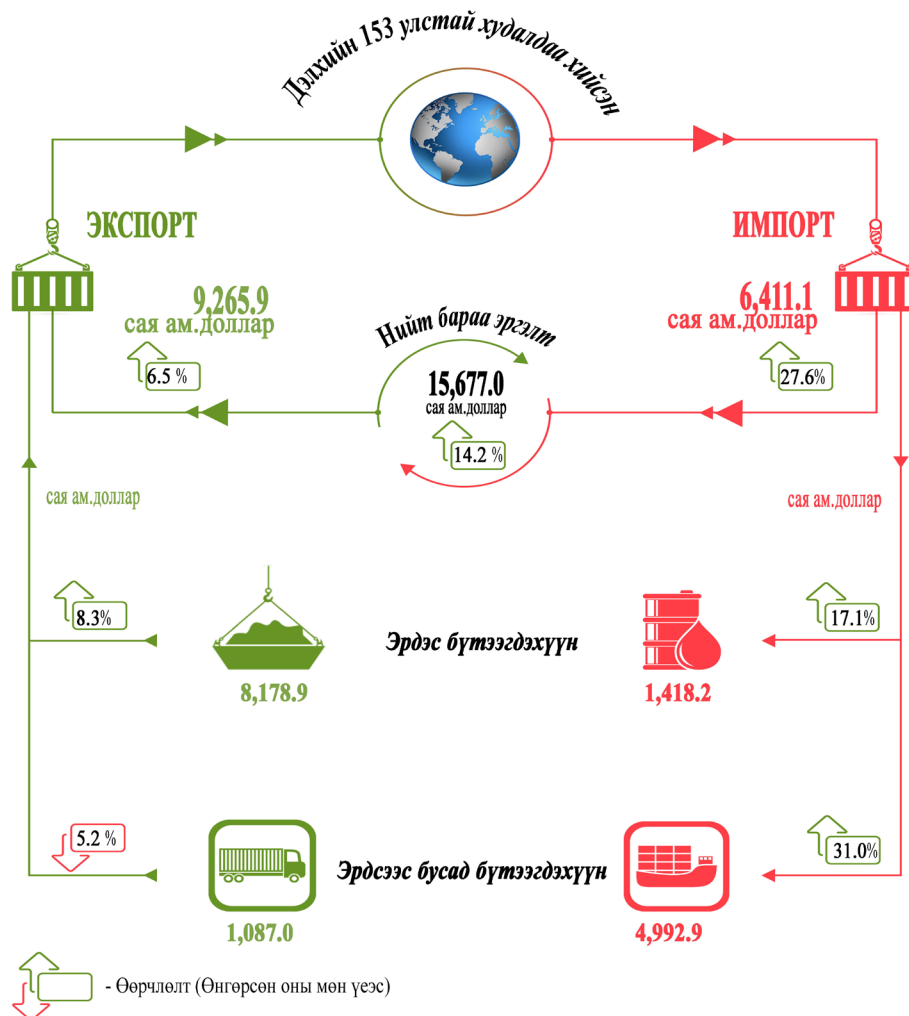 Дэлхийн 153 улстай худалдаа хийсэн
ЭКСПОРТ
ИМПОРТ
9,265.9
сая ам.доллар
6.5 %
6,411.1
сая ам.доллар
27.6%
Нийт бараа эргэлт
15,677.0
сая ам.доллар
14.2 %
сая ам.доллар
сая ам.доллар
8.3%
17.1%
Эрдэс бүтээгдэхүүн
8,178.9
1,418.2
5.2 %
31.0%
Эрдсээс бусад бүтээгдэхүүн
1,087.0
4,992.9
- Өөрчлөлт (Өнгөрсөн оны мөн үеэс)